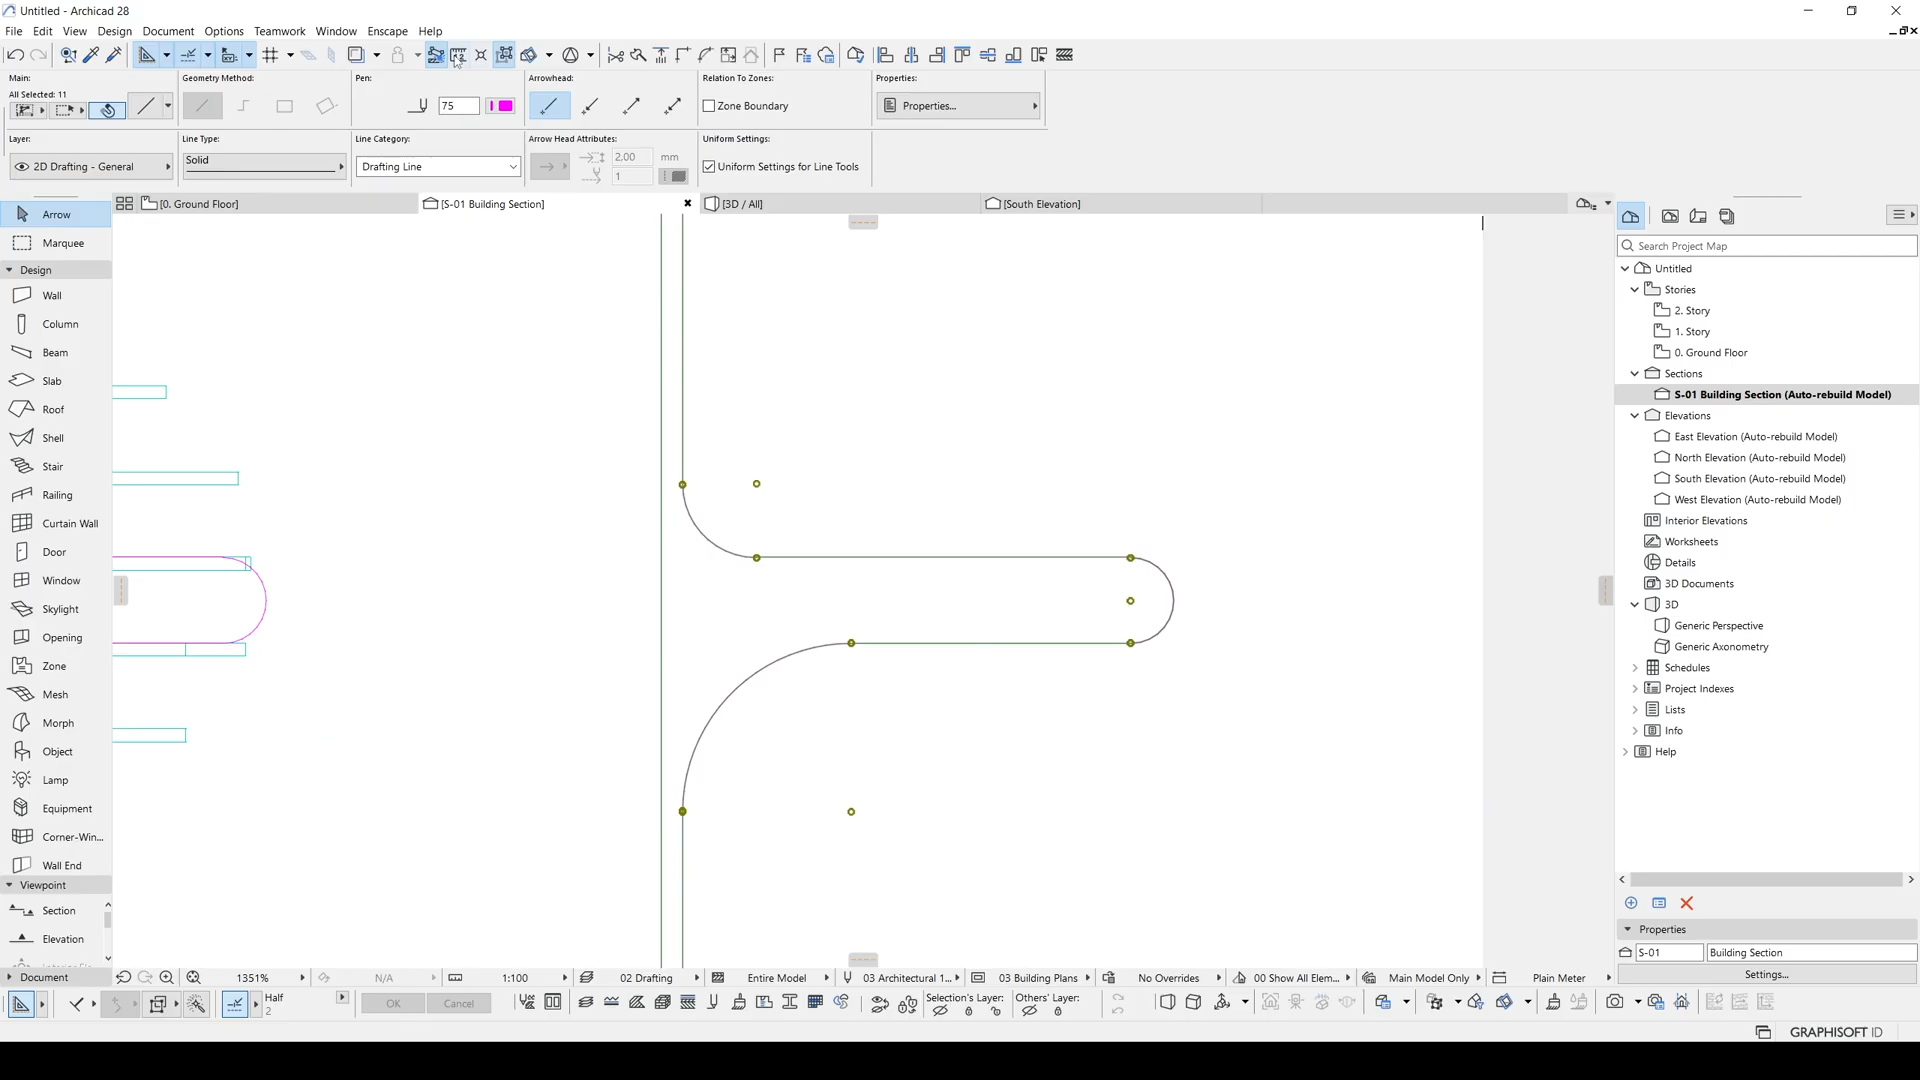 Untitled - Archicad 28
File Edit View Design Document Options Teamwork Window Enscape Help
Main: Geometry Method: Pen: Arrowhead: Relation To Zones: Properties:
All Selected: 11
75 Zone Boundary Properties...
Layer: Line Type: Line Category: Arrow Head Attributes: Uniform Settings:
2D Drafting - General Solid Drafting Line 2,00 mm Uniform Settings for Line Tools
1
[0. Ground Floor] [S-01 Building Section] [3D / All] [South Elevation]
Arrow
Marquee
Design
Wall
Column
Beam
Slab
Roof
Shell
Stair
Railing
Curtain Wall
Door
Window
Skylight
Opening
Zone
Mesh
Morph
Object
Lamp
Equipment
Corner-Win...
Wall End
Viewpoint
Section
Elevation
Document
Search Project Map
Untitled
Stories
2. Story
1. Story
0. Ground Floor
Sections
S-01 Building Section (Auto-rebuild Model)
Elevations
East Elevation (Auto-rebuild Model)
North Elevation (Auto-rebuild Model)
South Elevation (Auto-rebuild Model)
West Elevation (Auto-rebuild Model)
Interior Elevations
Worksheets
Details
3D Documents
3D
Generic Perspective
Generic Axonometry
Schedules
Project Indexes
Lists
Info
Help
Properties
S-01 Building Section
Settings...
1351% N/A 1:100 02 Drafting Entire Model 03 Architectural 1... 03 Building Plans No Overrides 00 Show All Elem... Main Model Only Plain Meter
Half
2
OK Cancel
Selection's Layer: Others' Layer:
GRAPHISOFT ID